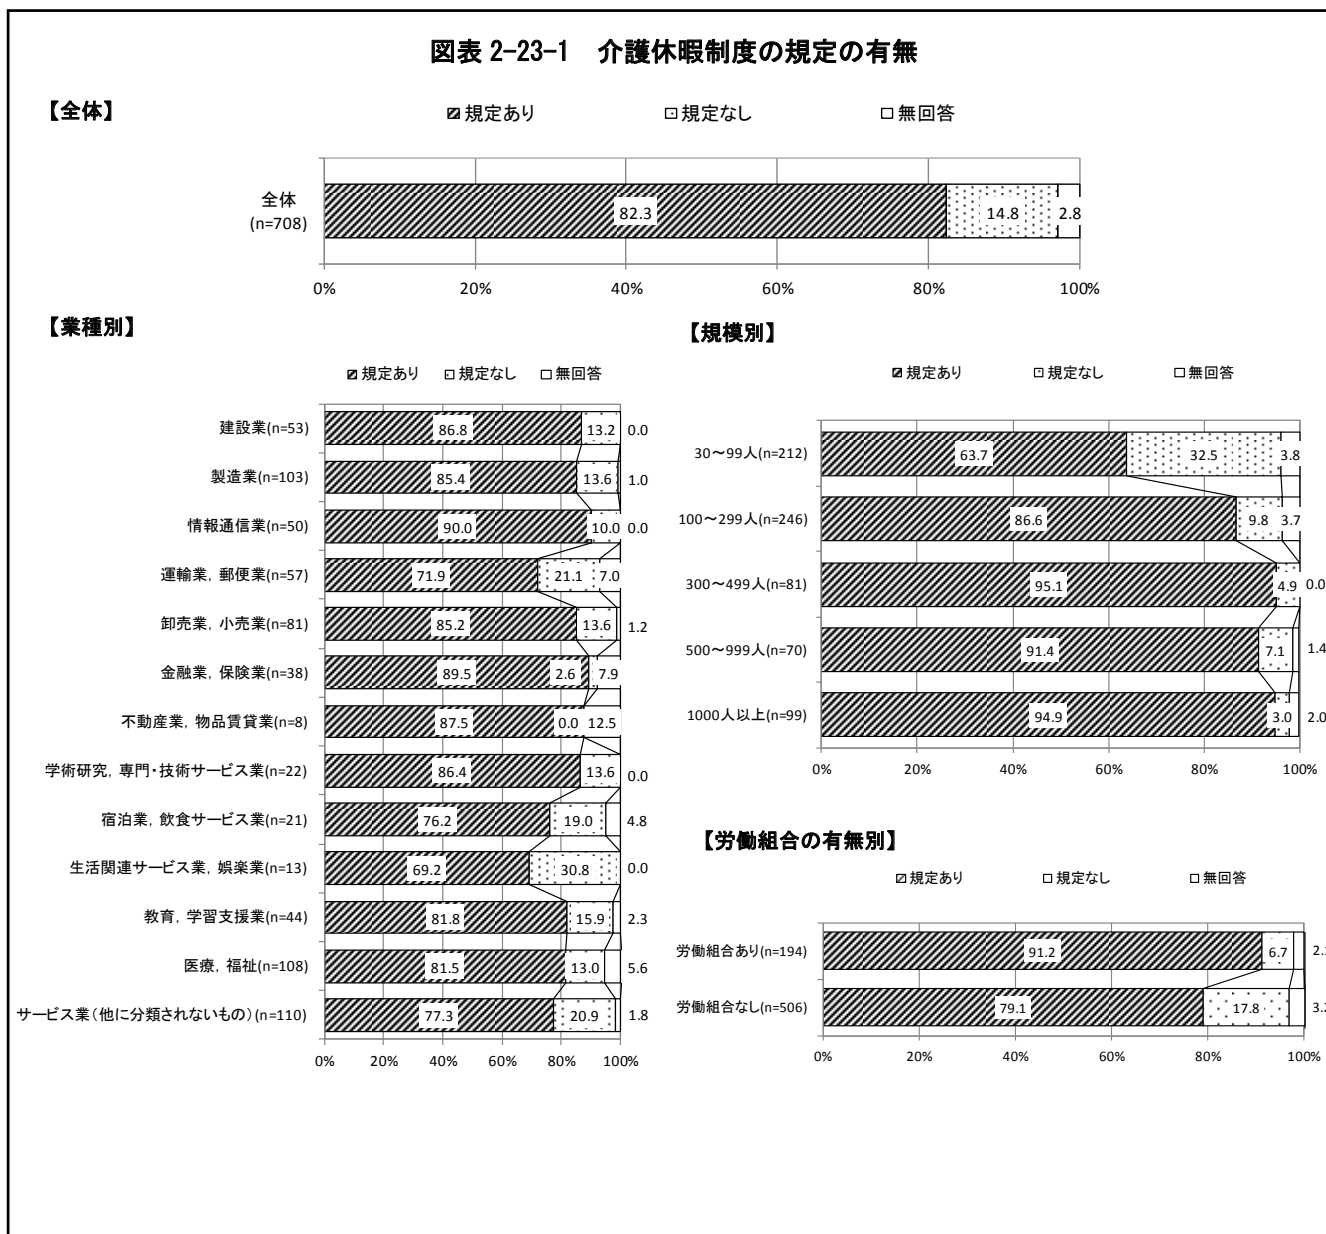 図表 2-23-1　介護休暇制度の規定の有無
【全体】
規定あり　規定なし　無回答
全体
(n=708)
82.3　14.8　2.8
0%　20%　40%　60%　80%　100%
【業種別】
規定あり　規定なし　無回答
建設業(n=53)　86.8　13.2　0.0
製造業(n=103)　85.4　13.6　1.0
情報通信業(n=50)　90.0　10.0　0.0
運輸業, 郵便業(n=57)　71.9　21.1　7.0
卸売業, 小売業(n=81)　85.2　13.6　1.2
金融業, 保険業(n=38)　89.5　2.6　7.9
不動産業, 物品賃貸業(n=8)　87.5　0.0　12.5
学術研究, 専門・技術サービス業(n=22)　86.4　13.6　0.0
宿泊業, 飲食サービス業(n=21)　76.2　19.0　4.8
生活関連サービス業, 娯楽業(n=13)　69.2　30.8　0.0
教育, 学習支援業(n=44)　81.8　15.9　2.3
医療, 福祉(n=108)　81.5　13.0　5.6
サービス業(他に分類されないもの)(n=110)　77.3　20.9　1.8
0%　20%　40%　60%　80%　100%
【規模別】
規定あり　規定なし　無回答
30～99人(n=212)　63.7　32.5　3.8
100～299人(n=246)　86.6　9.8　3.7
300～499人(n=81)　95.1　4.9　0.0
500～999人(n=70)　91.4　7.1　1.4
1000人以上(n=99)　94.9　3.0　2.0
0%　20%　40%　60%　80%　100%
【労働組合の有無別】
規定あり　規定なし　無回答
労働組合あり(n=194)　91.2　6.7
労働組合なし(n=506)　79.1　17.8
0%　20%　40%　60%　80%　100%